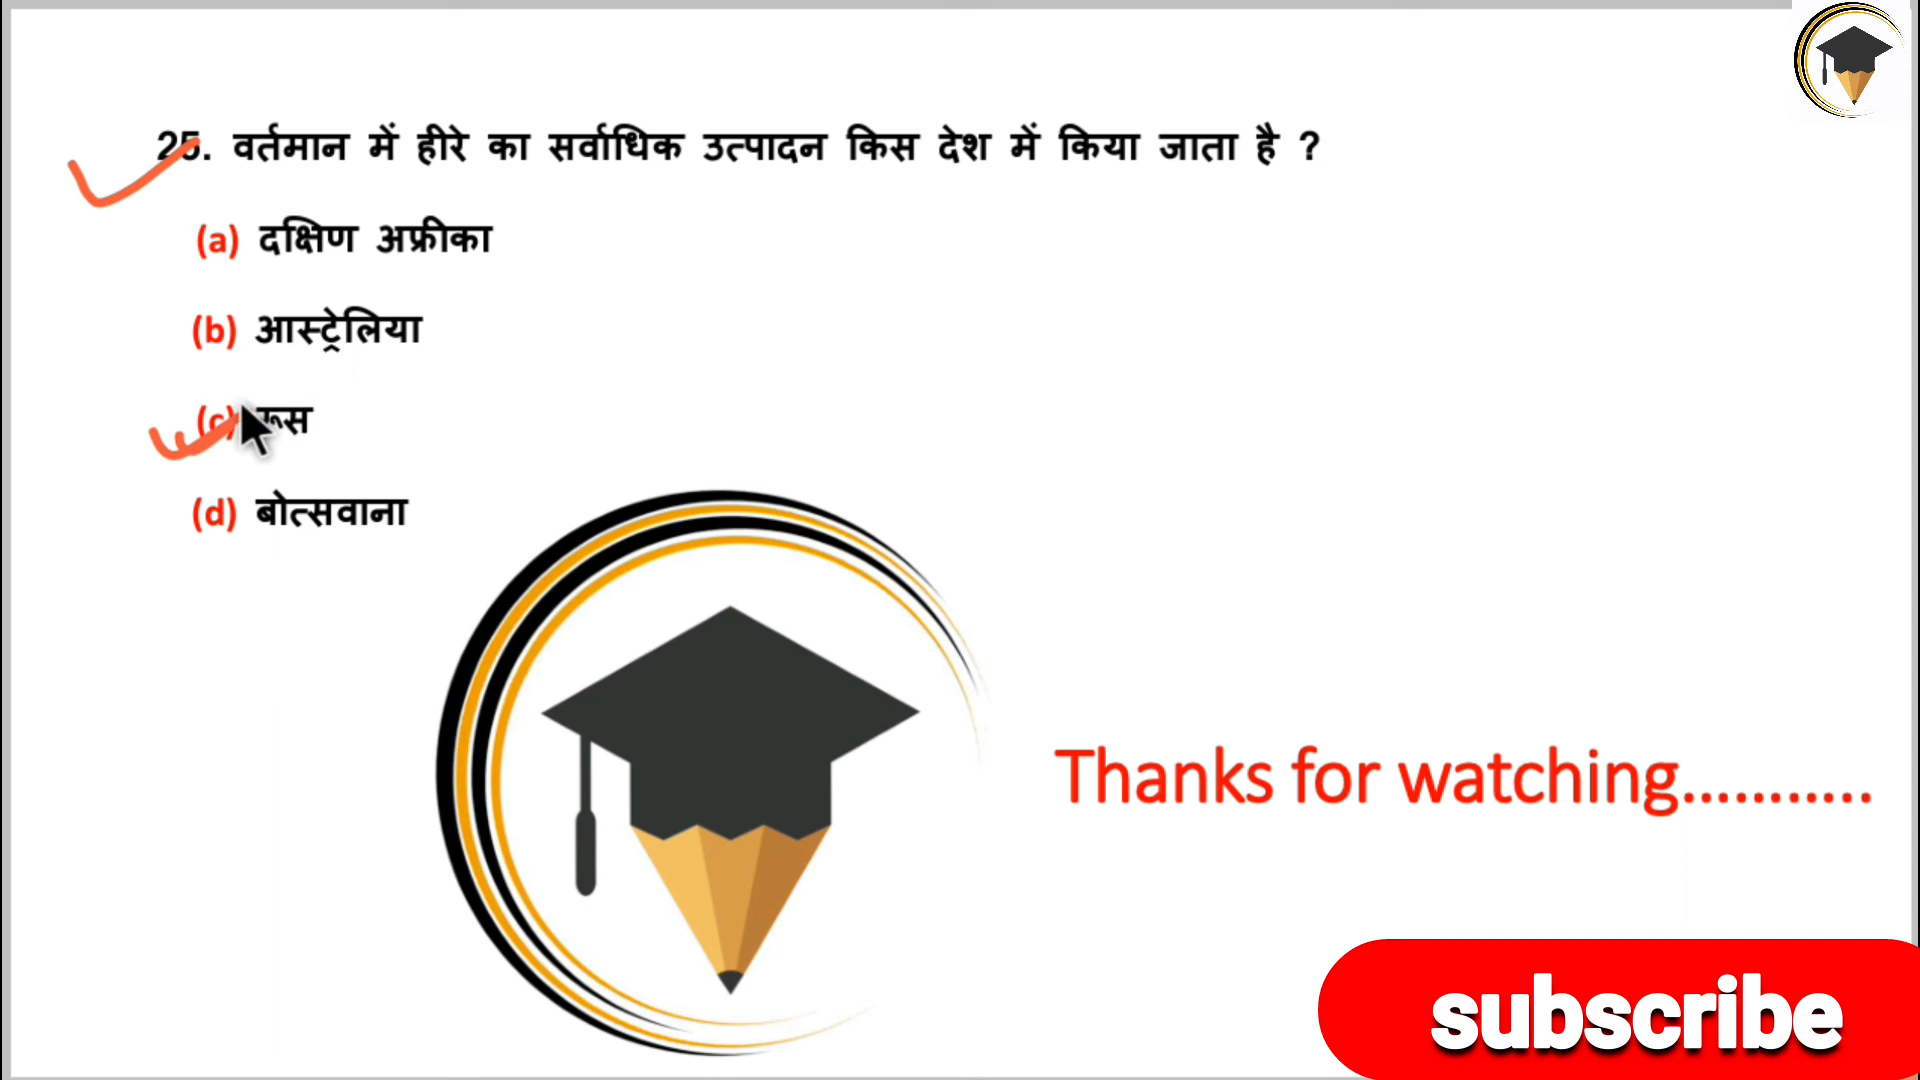 25. वर्तमान में हीरे का सर्वाधिक उत्पादन किस देश में किया जाता है ?
(a) दक्षिण अफ्रीका
(b) आस्ट्रेलिया
(c) रूस
(d) बोत्सवाना
Thanks for watching...........
subscribe